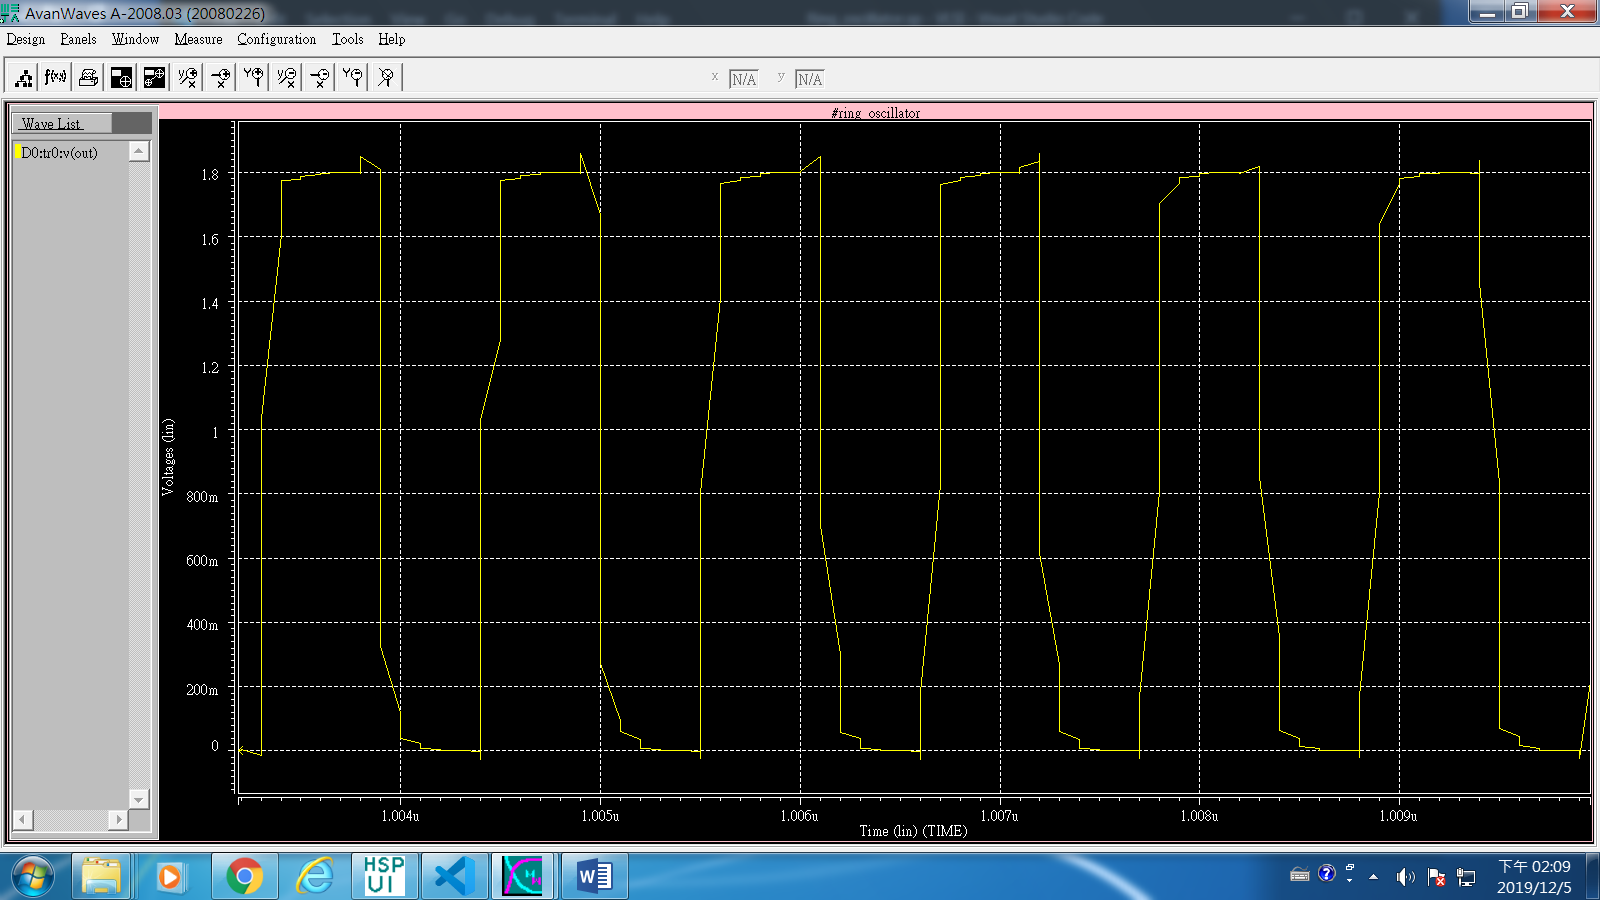 AvanWaves A-2008.03 (20080226)
Design Panels Window Measure Configuration Tools Help
f(x)
x N/A y N/A
Wave List
D0:tr0:v(out)
#ring oscillator
1.8
1.6
1.4
1.2
1
800m
600m
400m
200m
0
Voltages (lin)
1.004u 1.005u 1.006u 1.007u 1.008u 1.009u
Time (lin) (TIME)
HSP
UI
下午 02:09
2019/12/5